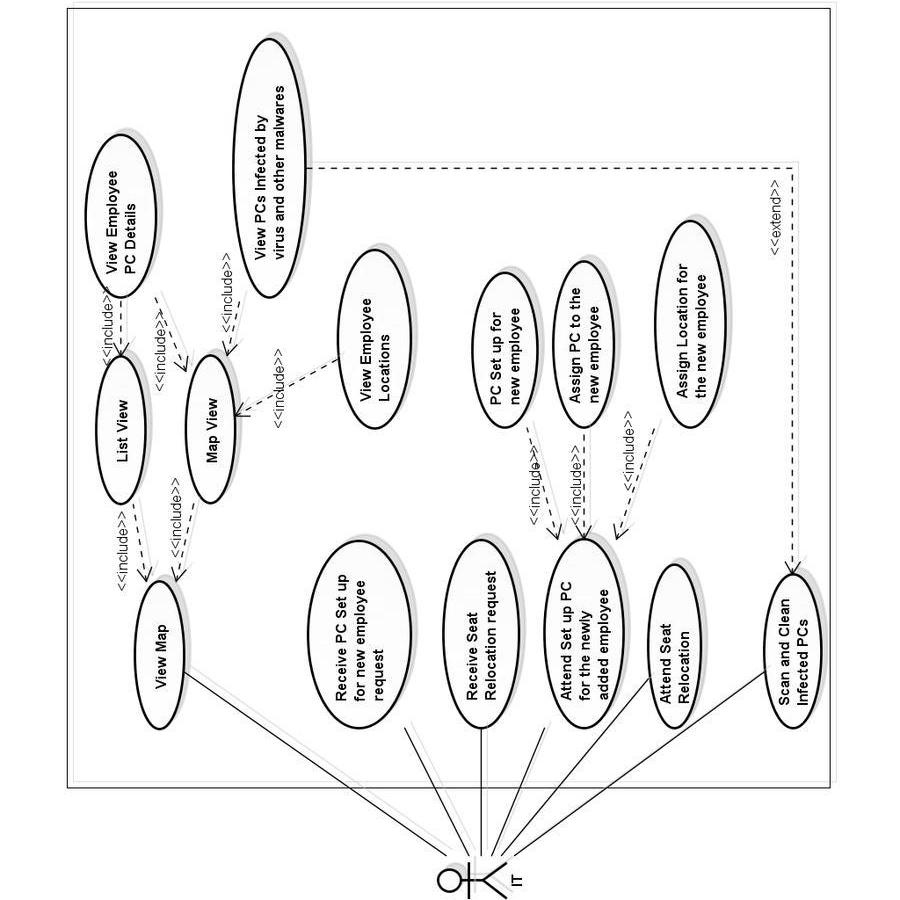 IT
View Map
Receive PC Set up
for new employee
request
Receive Seat
Relocation request
Attend Set up PC
for the newly
added employee
Attend Seat
Relocation
Scan and Clean
Infected PCs
<<include>>
<<include>>
List View
Map View
<<include>>
<<include>>
<<include>>
<<include>>
<<include>>
<<include>>
<<include>>
View Employee
PC Details
View PCs Infected by
virus and other malwares
View Employee
Locations
PC Set up for
new employee
Assign PC to the
new employee
Assign Location for
the new employee
<<extend>>